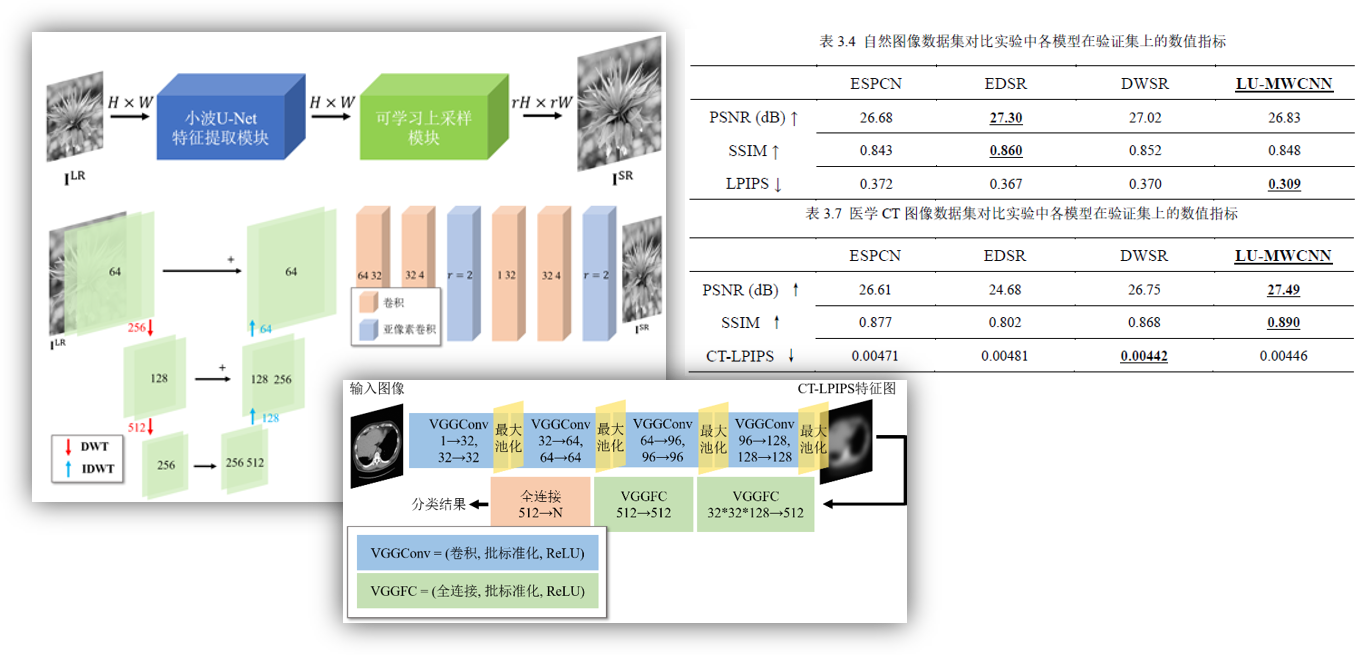 H × W
小波U-Net
特征提取模块
H × W
可学习上采样
模块
rH × rW
I^LR
I^SR
64
+
64
256
64
I^LR
128
+
128 256
512
128
256
256 512
DWT
IDWT
64 32
32 4
r = 2
1 32
32 4
r = 2
卷积
亚像素卷积
I^SR
输入图像
CT-LPIPS特征图
VGGConv
1→32,
32→32
最大
池化
VGGConv
32→64,
64→64
最大
池化
VGGConv
64→96,
96→96
最大
池化
VGGConv
96→128,
128→128
最大
池化
分类结果
全连接
512→N
VGGFC
512→512
VGGFC
32*32*128→512
VGGConv = (卷积, 批标准化, ReLU)
VGGFC = (全连接, 批标准化, ReLU)
表 3.4 自然图像数据集对比实验中各模型在验证集上的数值指标
ESPCN EDSR DWSR LU-MWCNN
PSNR (dB) ↑ 26.68 27.30 27.02 26.83
SSIM ↑ 0.843 0.860 0.852 0.848
LPIPS ↓ 0.372 0.367 0.370 0.309
表 3.7 医学 CT 图像数据集对比实验中各模型在验证集上的数值指标
ESPCN EDSR DWSR LU-MWCNN
PSNR (dB) ↑ 26.61 24.68 26.75 27.49
SSIM ↑ 0.877 0.802 0.868 0.890
CT-LPIPS ↓ 0.00471 0.00481 0.00442 0.00446